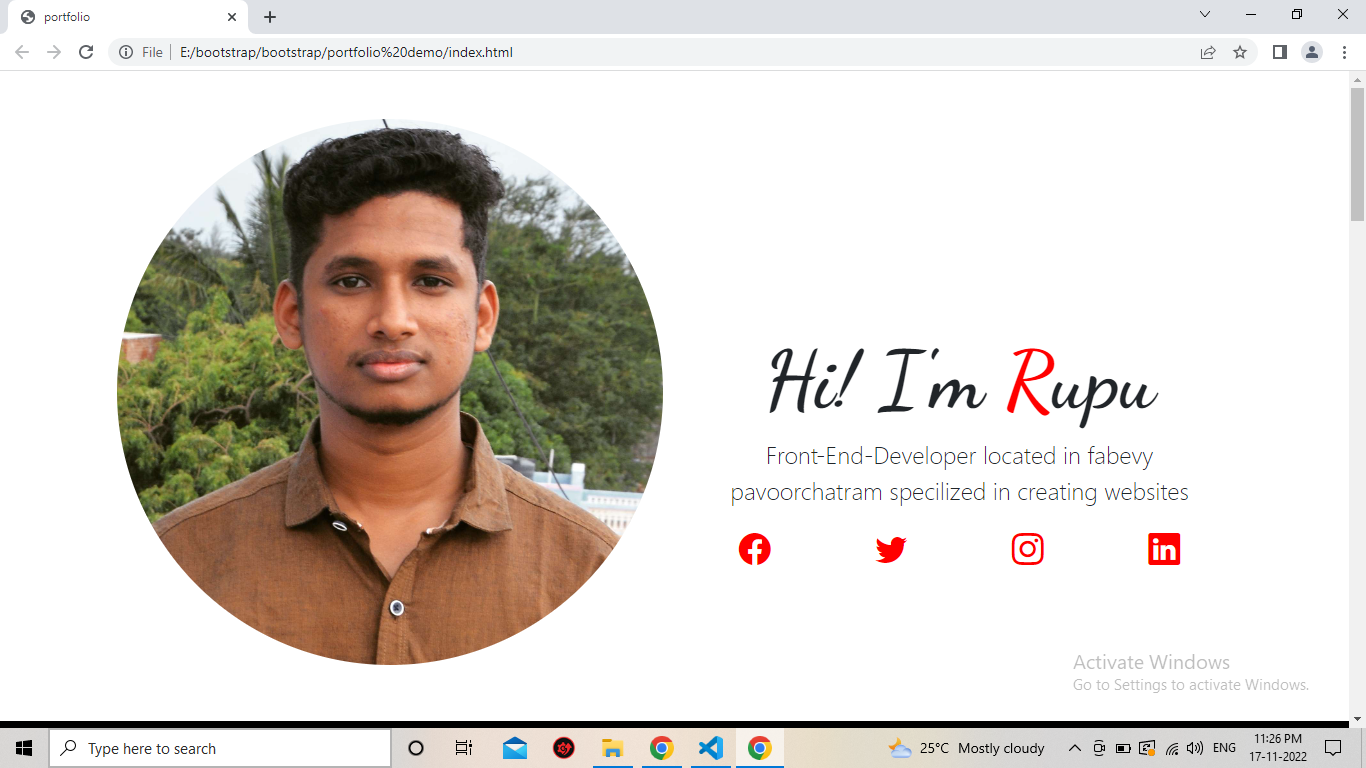 portfolio
File
E:/bootstrap/bootstrap/portfolio%20demo/index.html
Hi! I'm Rupu
Front-End-Developer located in fabevy
pavoorchatram specilized in creating websites
Activate Windows
Go to Settings to activate Windows.
Type here to search
25°C Mostly cloudy
ENG
11:26 PM
17-11-2022